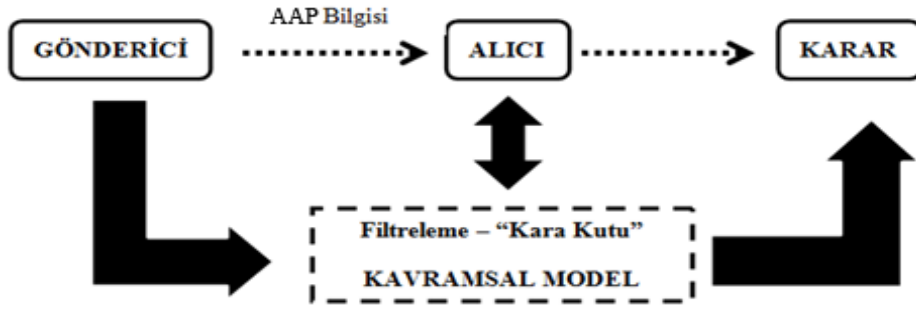 AAP Bilgisi
GÖNDERİCİ
ALICI
KARAR
Filtreleme – “Kara Kutu”
KAVRAMSAL MODEL